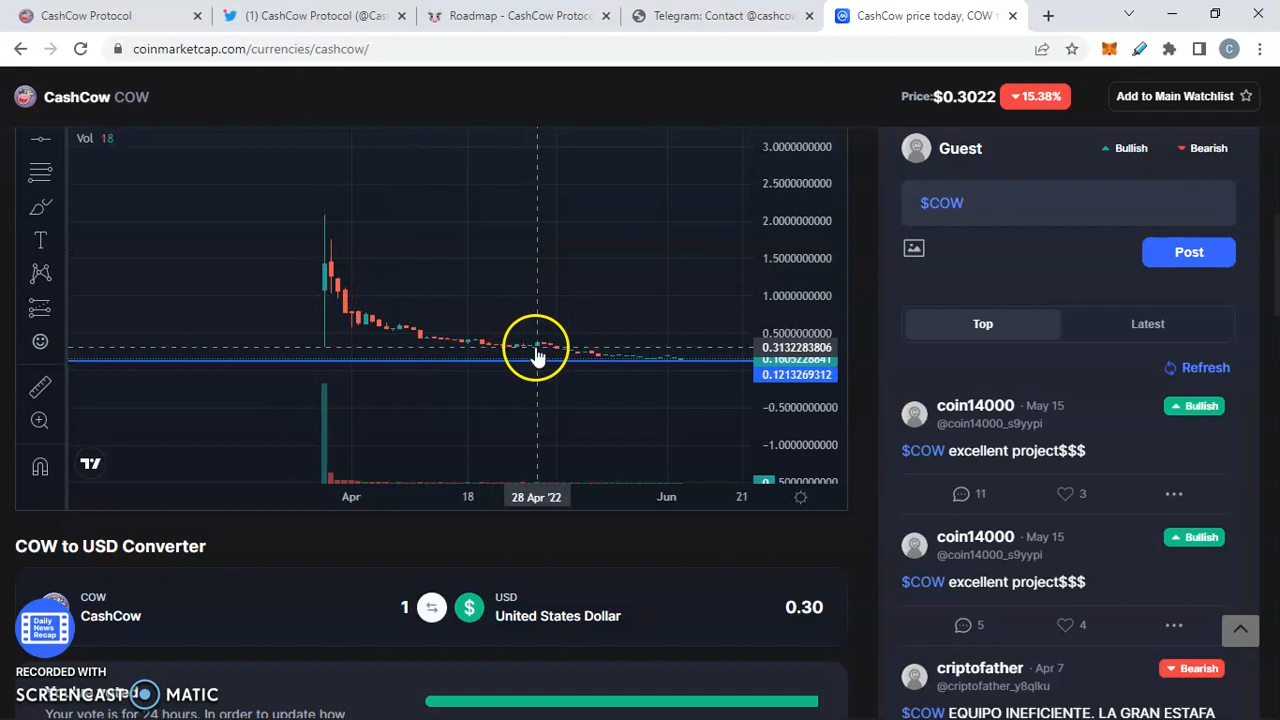 CashCow Protocol
(1) CashCow Protocol (@Cas
Roadmap - CashCow Protoc
Telegram: Contact @cashcow
CashCow price today, COW t
coinmarketcap.com/currencies/cashcow/
C
CashCow COW
Price:$0.3022
15.38%
Add to Main Watchlist
Vol 18
3.0000000000
2.5000000000
2.0000000000
1.5000000000
1.0000000000
0.5000000000
0.3132283806
0.1213269312
-0.5000000000
-1.0000000000
Apr
18
28 Apr '22
Jun
21
Guest
Bullish
Bearish
$COW
Post
Top
Latest
Refresh
coin14000 · May 15
Bullish
@coin14000_s9yypi
$COW excellent project$$$
11
3
coin14000 · May 15
Bullish
@coin14000_s9yypi
$COW excellent project$$$
5
4
criptofather · Apr 7
Bearish
@criptofather_y8qlku
$COW EQUIPO INEFICIENTE. LA GRAN ESTAFA
COW to USD Converter
COW
CashCow
1
USD
United States Dollar
0.30
Daily
News
Recap
RECORDED WITH
SCREENCAST MATIC
Your vote is for 24 hours. In order to update how